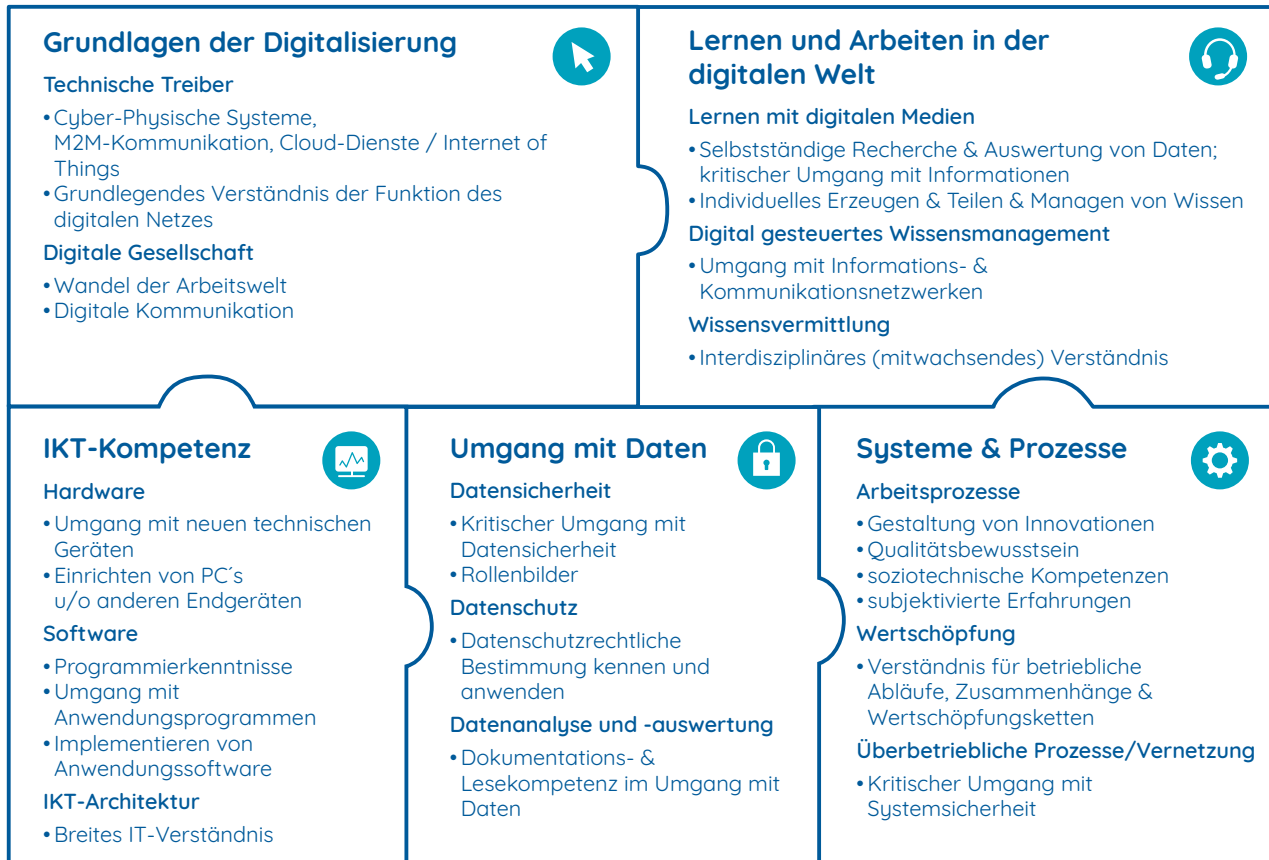 Grundlagen der Digitalisierung
Technische Treiber
• Cyber-Physische Systeme,
M2M-Kommunikation, Cloud-Dienste / Internet of
Things
• Grundlegendes Verständnis der Funktion des
digitalen Netzes
Digitale Gesellschaft
• Wandel der Arbeitswelt
• Digitale Kommunikation
Lernen und Arbeiten in der
digitalen Welt
Lernen mit digitalen Medien
• Selbstständige Recherche & Auswertung von Daten;
kritischer Umgang mit Informationen
• Individuelles Erzeugen & Teilen & Managen von Wissen
Digital gesteuertes Wissensmanagement
• Umgang mit Informations- &
Kommunikationsnetzwerken
Wissensvermittlung
• Interdisziplinäres (mitwachsendes) Verständnis
IKT-Kompetenz
Hardware
• Umgang mit neuen technischen
Geräten
• Einrichten von PC´s
u/o anderen Endgeräten
Software
• Programmierkenntnisse
• Umgang mit
Anwendungsprogrammen
• Implementieren von
Anwendungssoftware
IKT-Architektur
• Breites IT-Verständnis
Umgang mit Daten
Datensicherheit
• Kritischer Umgang mit
Datensicherheit
• Rollenbilder
Datenschutz
• Datenschutzrechtliche
Bestimmung kennen und
anwenden
Datenanalyse und -auswertung
• Dokumentations- &
Lesekompetenz im Umgang mit
Daten
Systeme & Prozesse
Arbeitsprozesse
• Gestaltung von Innovationen
• Qualitätsbewusstsein
• soziotechnische Kompetenzen
• subjektivierte Erfahrungen
Wertschöpfung
• Verständnis für betriebliche
Abläufe, Zusammenhänge &
Wertschöpfungsketten
Überbetriebliche Prozesse/Vernetzung
• Kritischer Umgang mit
Systemsicherheit